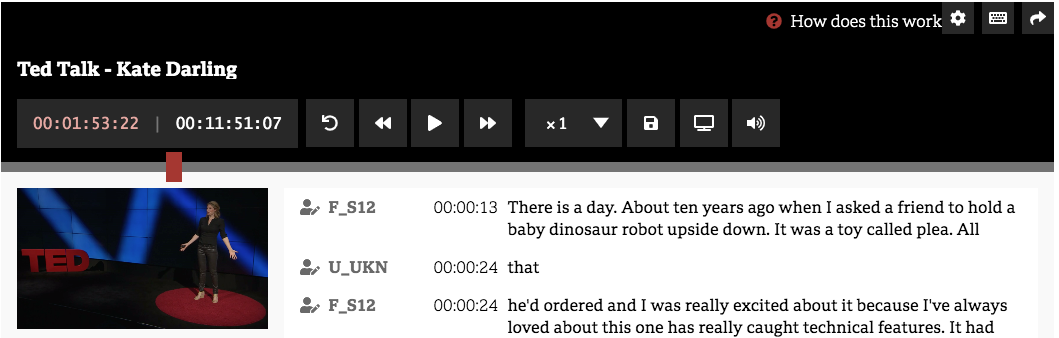 How does this work
Ted Talk - Kate Darling
00:01:53:22 | 00:11:51:07
x 1
TED
F_S12 00:00:13 There is a day. About ten years ago when I asked a friend to hold a
baby dinosaur robot upside down. It was a toy called plea. All
U_UKN 00:00:24 that
F_S12 00:00:24 he'd ordered and I was really excited about it because I've always
loved about this one has really caught technical features. It had